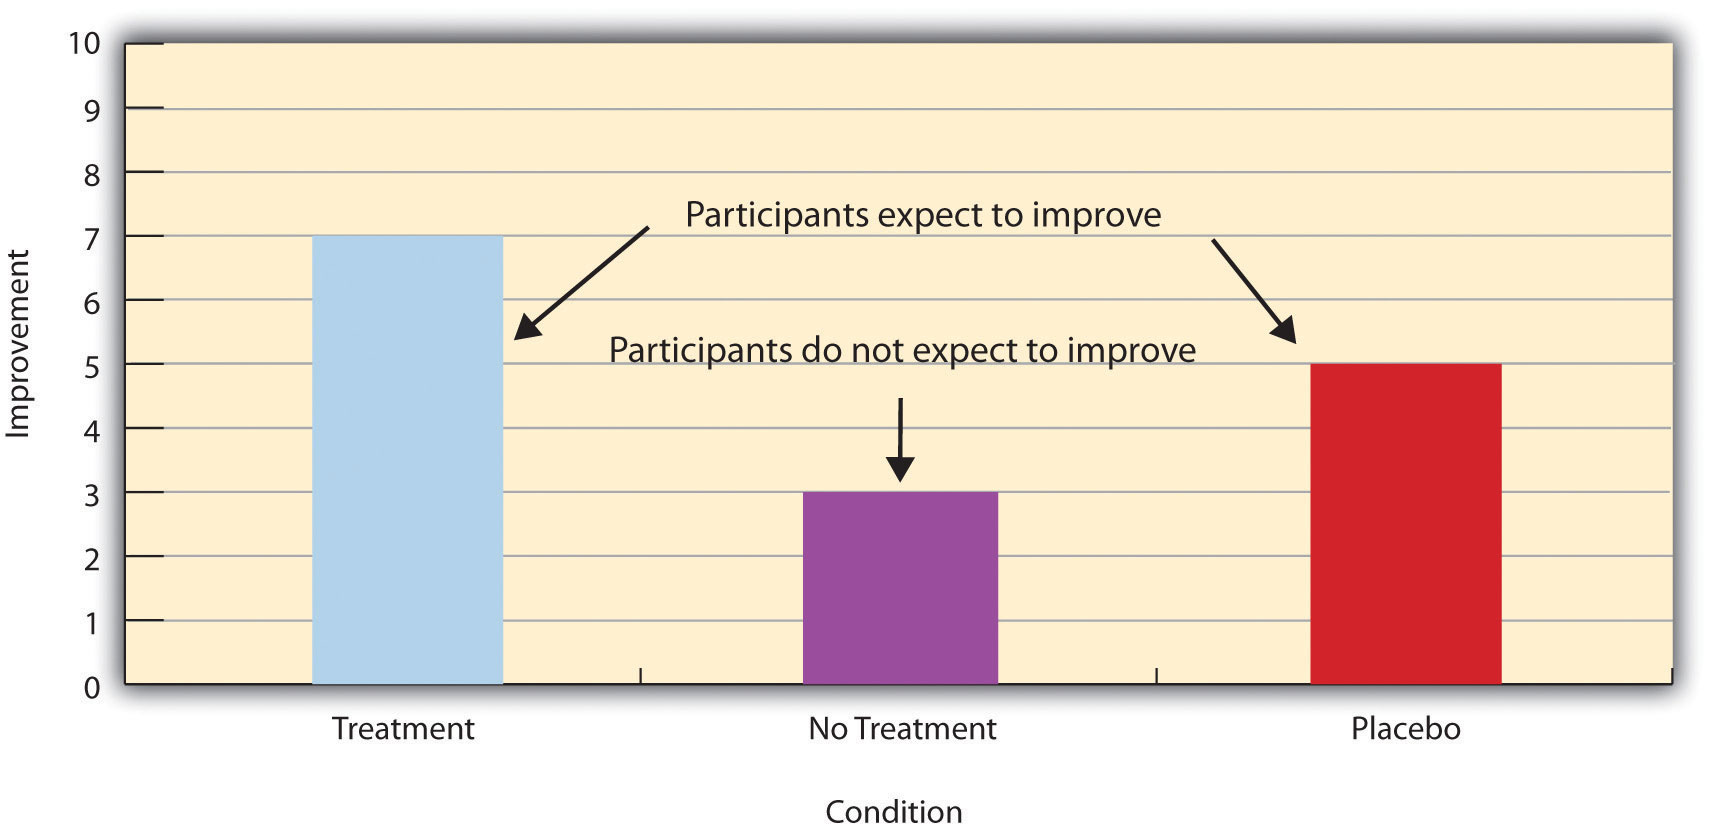 10
9
8
7
6
5
4
3
2
1
0
Improvement
Participants expect to improve
Participants do not expect to improve
Treatment
No Treatment
Placebo
Condition